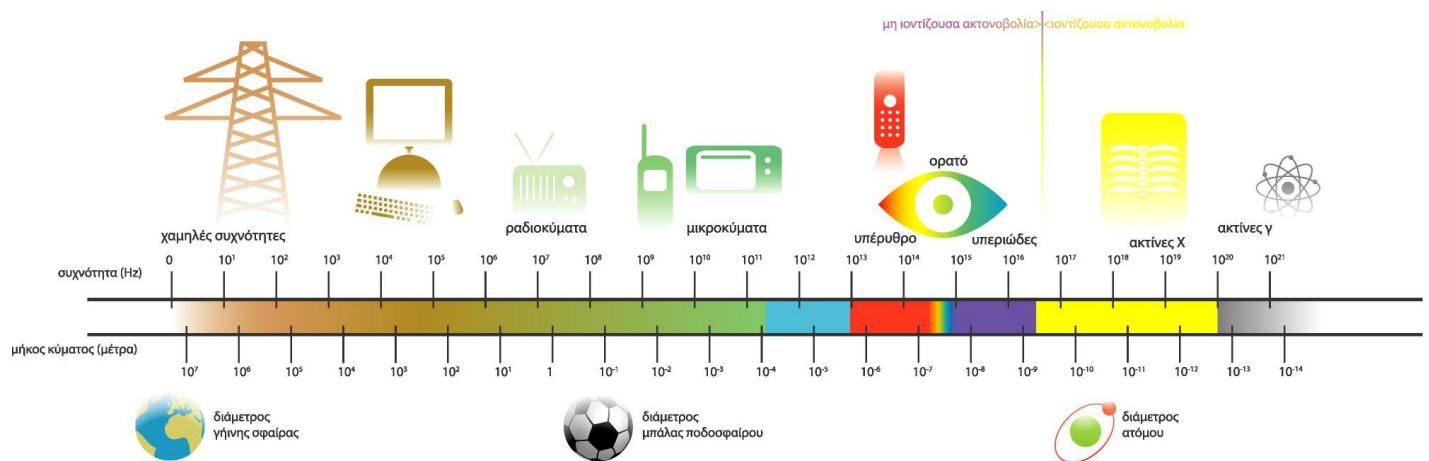 μη ιοντίζουσα ακτονοβολία> <ιοντίζουσα ακτονοβολία
ορατό
χαμηλές συχνότητες ραδιοκύματα μικροκύματα υπέρυθρο υπεριώδες ακτίνες Χ ακτίνες γ
συχνότητα (Hz) 0 10¹ 10² 10³ 10⁴ 10⁵ 10⁶ 10⁷ 10⁸ 10⁹ 10¹⁰ 10¹¹ 10¹² 10¹³ 10¹⁴ 10¹⁵ 10¹⁶ 10¹⁷ 10¹⁸ 10¹⁹ 10²⁰ 10²¹
μήκος κύματος (μέτρα)
10⁷ 10⁶ 10⁵ 10⁴ 10³ 10² 10¹ 1 10⁻¹ 10⁻² 10⁻³ 10⁻⁴ 10⁻⁵ 10⁻⁶ 10⁻⁷ 10⁻⁸ 10⁻⁹ 10⁻¹⁰ 10⁻¹¹ 10⁻¹² 10⁻¹³ 10⁻¹⁴
διάμετρος
γήινης σφαίρας
διάμετρος
μπάλας ποδοσφαίρου
διάμετρος
ατόμου